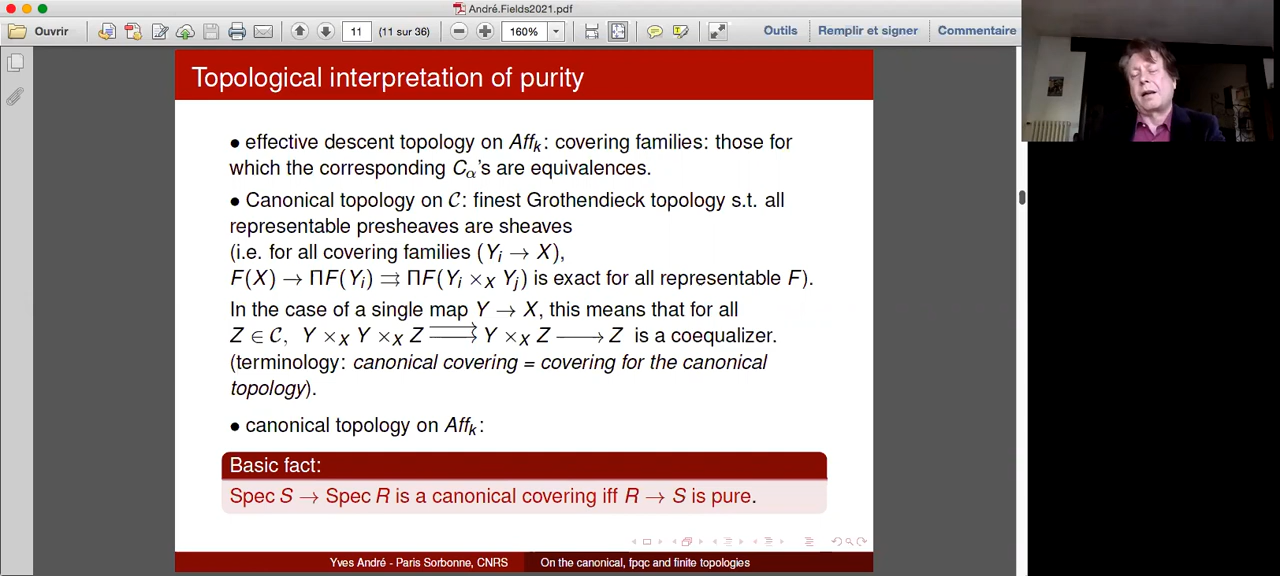 André.Fields2021.pdf
Ouvrir
11
(11 sur 36)
160%
Outils
Remplir et signer
Commentaire
Topological interpretation of purity
• effective descent topology on Aff_k: covering families: those for
which the corresponding C_α's are equivalences.
• Canonical topology on 𝒞: finest Grothendieck topology s.t. all
representable presheaves are sheaves
(i.e. for all covering families (Y_i → X),
F(X) → ΠF(Y_i) ⇉ ΠF(Y_i ×_X Y_j) is exact for all representable F).
In the case of a single map Y → X, this means that for all
Z ∈ 𝒞, Y ×_X Y ×_X Z ⇉ Y ×_X Z ⟶ Z is a coequalizer.
(terminology: canonical covering = covering for the canonical
topology).
• canonical topology on Aff_k:
Basic fact:
Spec S → Spec R is a canonical covering iff R → S is pure.
Yves André - Paris Sorbonne, CNRS
On the canonical, fpqc and finite topologies